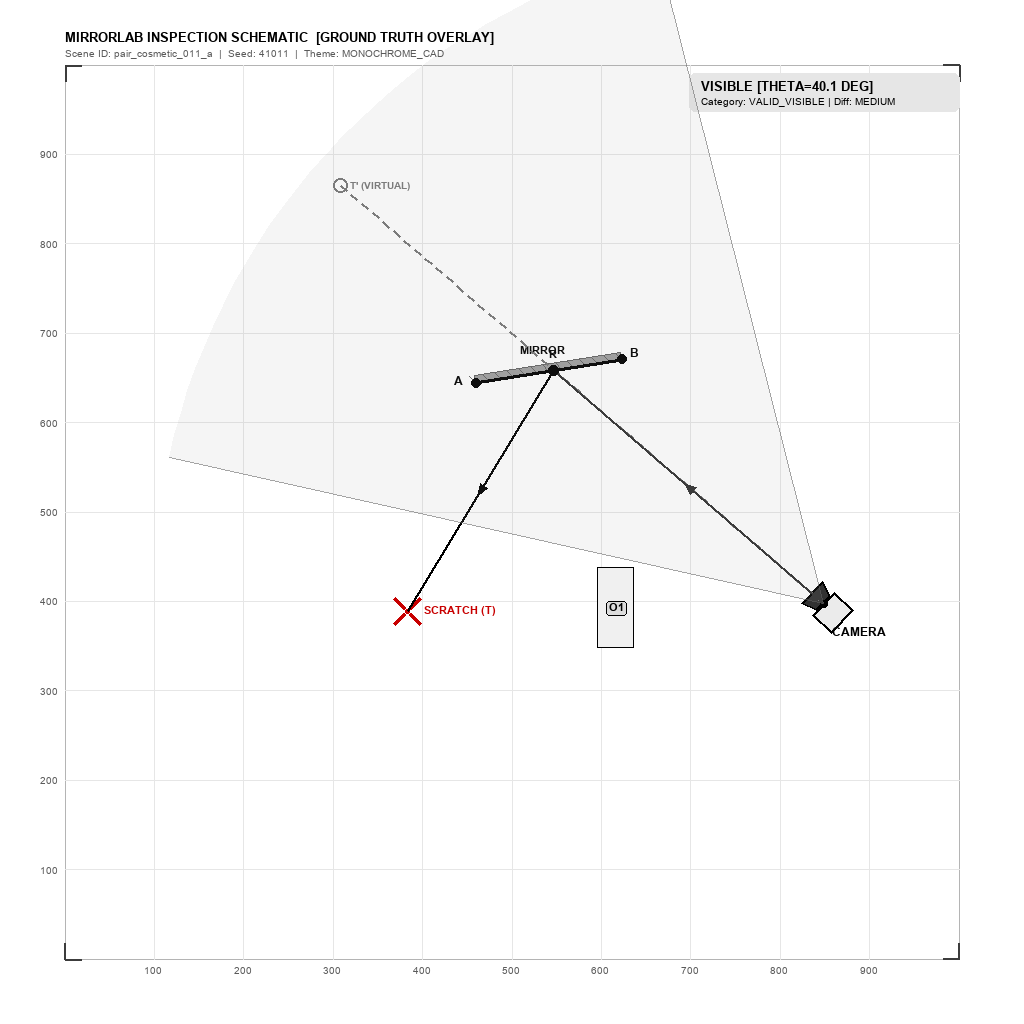 MIRRORLAB INSPECTION SCHEMATIC  [GROUND TRUTH OVERLAY]
Scene ID: pair_cosmetic_011_a  |  Seed: 41011  |  Theme: MONOCHROME_CAD
VISIBLE [THETA=40.1 DEG]
Category: VALID_VISIBLE | Diff: MEDIUM
900
T' (VIRTUAL)
800
700
MIRROR
R
B
A
600
500
400
O1
SCRATCH (T)
CAMERA
300
200
100
100 200 300 400 500 600 700 800 900